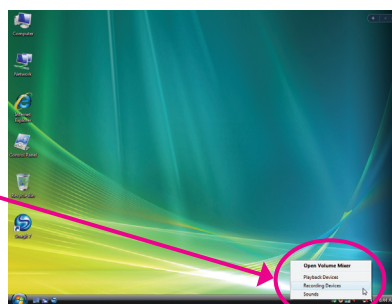 Computer
Network
Internet
Explorer
Control Panel
Recycle Bin
Open Volume Mixer
Playback Devices
Recording Devices
Sounds